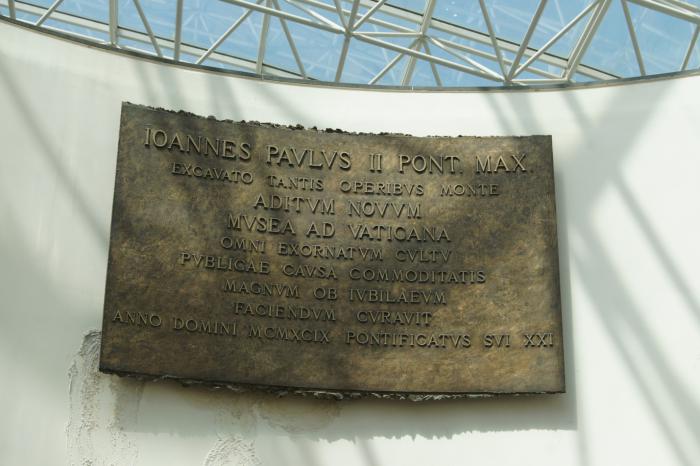 IOANNES PAVLVS II PONT. MAX.
EXCAVATO TANTIS OPERIBVS MONTE
ADITVM NOVVM
MVSEA AD VATICANA
OMNI EXORNATVM CVLTV
PVBLICAE CAVSA COMMODITATIS
MAGNVM OB IVBILAEVM
FACIENDVM CVRAVIT
ANNO DOMINI MCMXCIX PONTIFICATVS SVI XXI